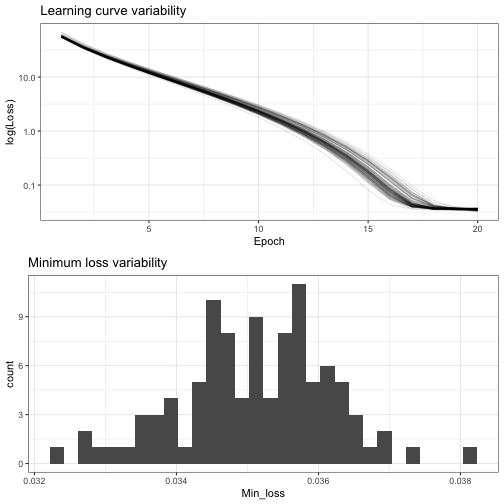 Learning curve variability
log(Loss)
10.0
1.0
0.1
5
10
15
20
Epoch
Minimum loss variability
count
9
6
3
0
0.032
0.034
0.036
0.038
Min_loss